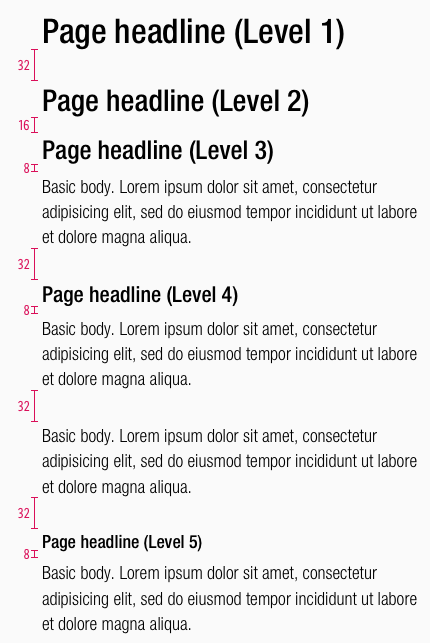 Page headline (Level 1)
32
Page headline (Level 2)
16
Page headline (Level 3)
8
Basic body. Lorem ipsum dolor sit amet, consectetur
adipisicing elit, sed do eiusmod tempor incididunt ut labore
et dolore magna aliqua.
32
Page headline (Level 4)
8
Basic body. Lorem ipsum dolor sit amet, consectetur
adipisicing elit, sed do eiusmod tempor incididunt ut labore
et dolore magna aliqua.
32
Basic body. Lorem ipsum dolor sit amet, consectetur
adipisicing elit, sed do eiusmod tempor incididunt ut labore
et dolore magna aliqua.
32
Page headline (Level 5)
8
Basic body. Lorem ipsum dolor sit amet, consectetur
adipisicing elit, sed do eiusmod tempor incididunt ut labore
et dolore magna aliqua.